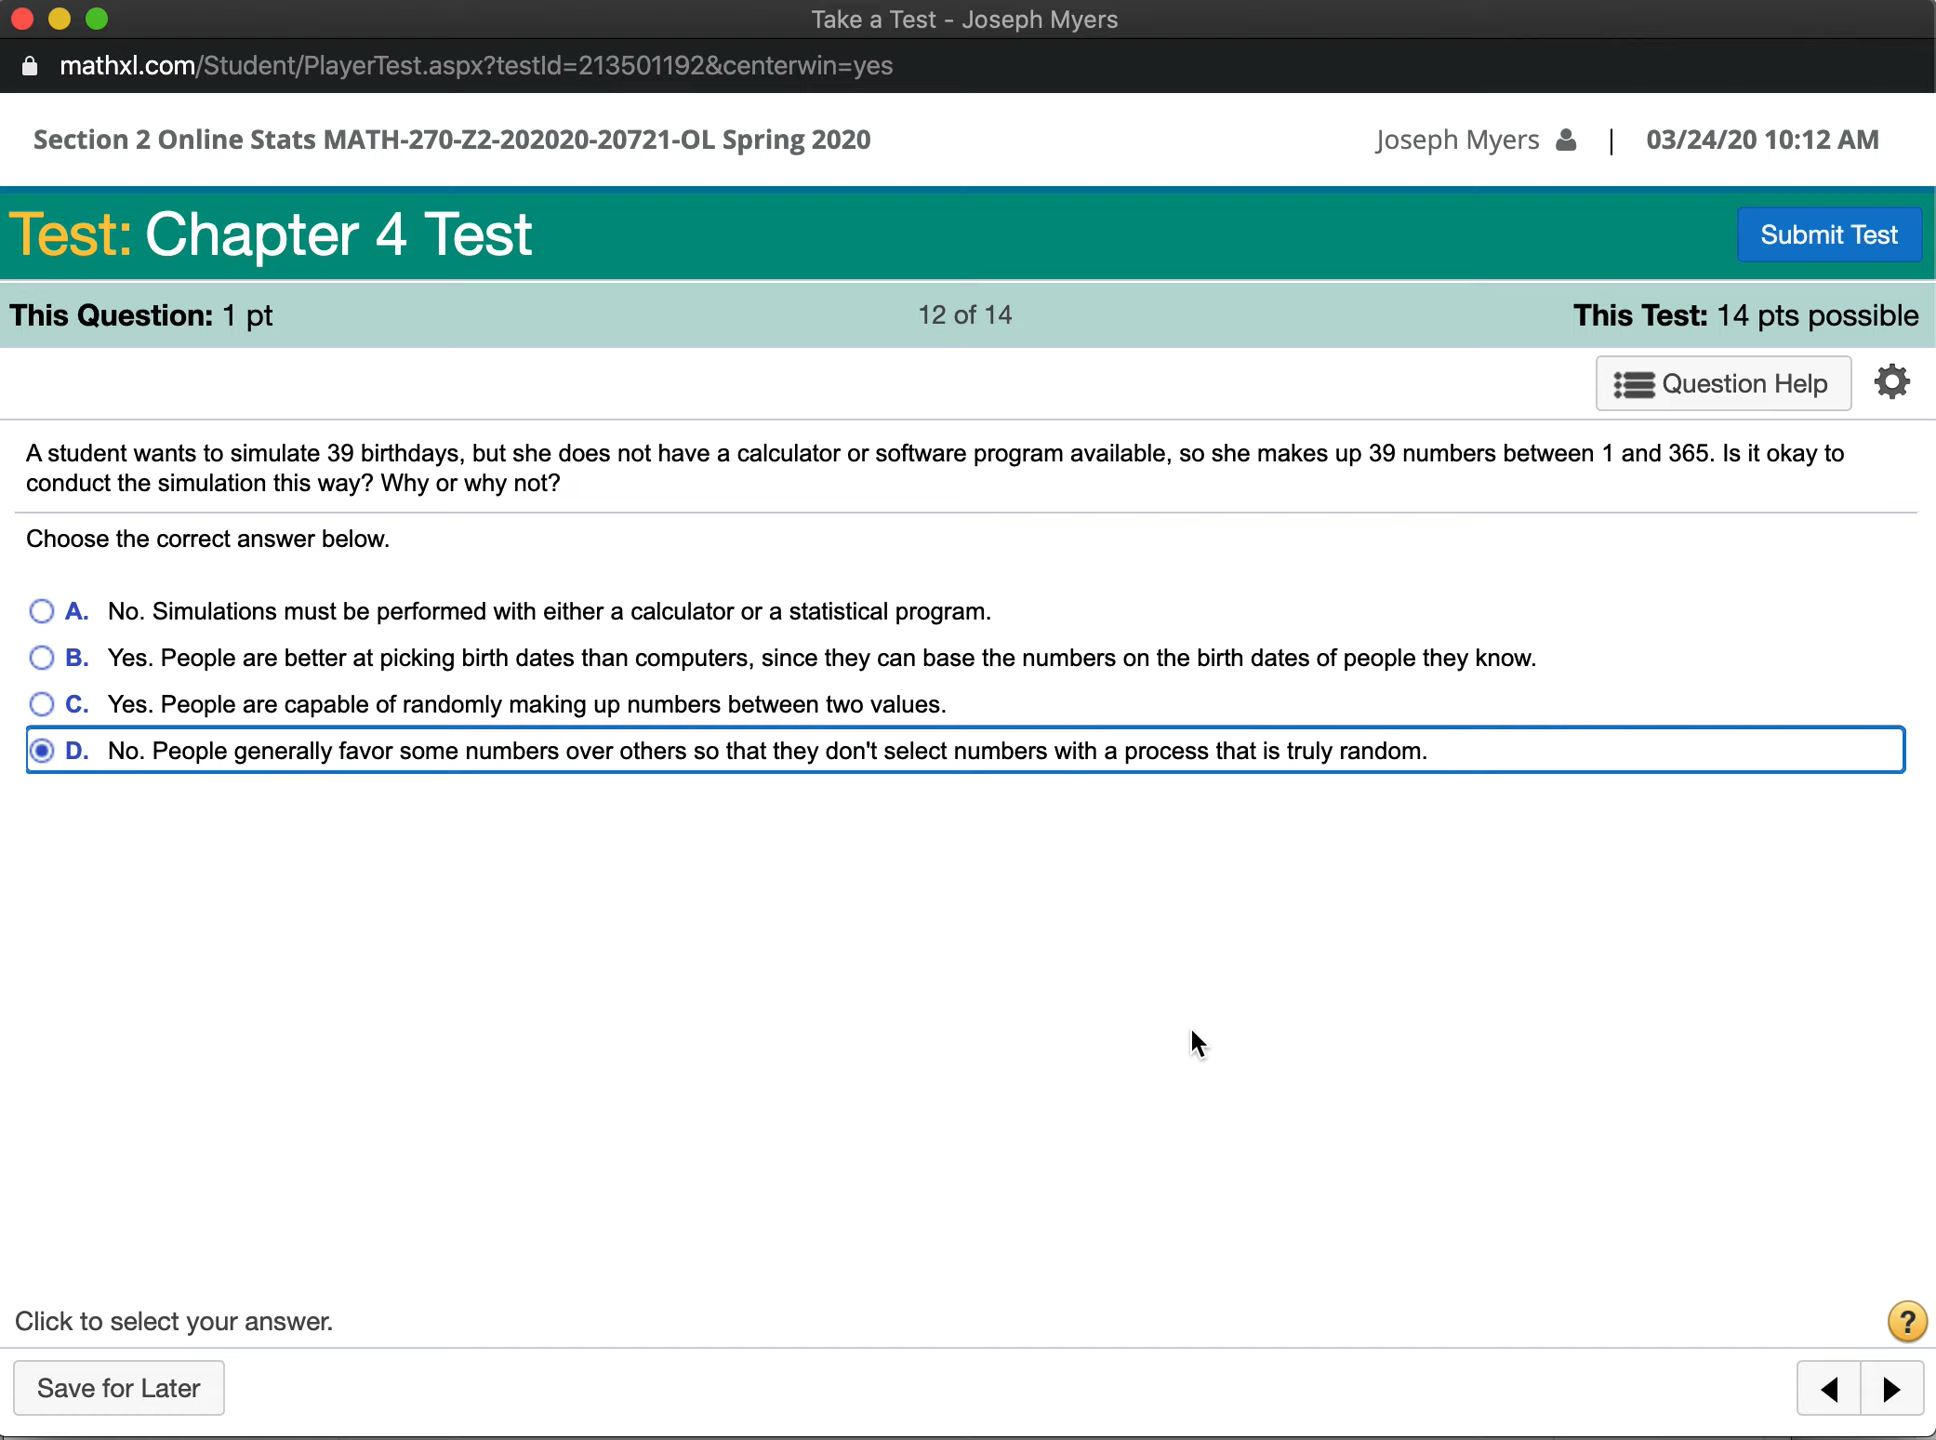 Take a Test - Joseph Myers
mathxl.com/Student/PlayerTest.aspx?testId=213501192&centerwin=yes
Section 2 Online Stats MATH-270-Z2-202020-20721-OL Spring 2020
Joseph Myers | 03/24/20 10:12 AM
Test: Chapter 4 Test
Submit Test
This Question: 1 pt
12 of 14
This Test: 14 pts possible
Question Help
A student wants to simulate 39 birthdays, but she does not have a calculator or software program available, so she makes up 39 numbers between 1 and 365. Is it okay to
conduct the simulation this way? Why or why not?
Choose the correct answer below.
A. No. Simulations must be performed with either a calculator or a statistical program.
B. Yes. People are better at picking birth dates than computers, since they can base the numbers on the birth dates of people they know.
C. Yes. People are capable of randomly making up numbers between two values.
D. No. People generally favor some numbers over others so that they don't select numbers with a process that is truly random.
Click to select your answer.
?
Save for Later